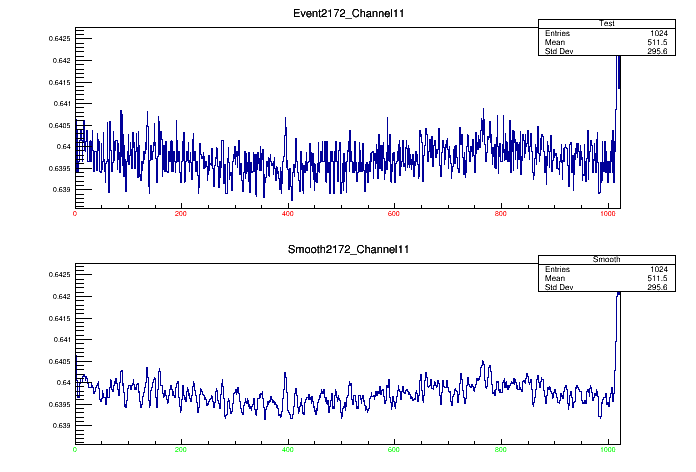 Event2172_Channel11
Test
Entries 1024
Mean 511.5
Std Dev 295.6
0.6425
0.642
0.6415
0.641
0.6405
0.64
0.6395
0.639
0 200 400 600 800 1000
Smooth2172_Channel11
Smooth
Entries 1024
Mean 511.5
Std Dev 295.6
0.6425
0.642
0.6415
0.641
0.6405
0.64
0.6395
0.639
0 200 400 600 800 1000